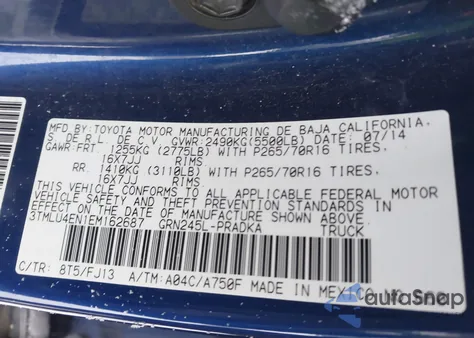 MFD.BY:TOYOTA MOTOR MANUFACTURING DE BAJA CALIFORNIA.
S. DE R.L. DE C.V. GVWR:2490KG(5500LB) DATE: 07/14
GAWR:FRT. 1255KG (2775LB) WITH P265/70R16 TIRES.
16X7JJ RIMS
RR. 1410KG (3110LB) WITH P265/70R16 TIRES.
16X7JJ RIMS
THIS VEHICLE CONFORMS TO ALL APPLICABLE FEDERAL MOTOR
VEHICLE SAFETY AND THEFT PREVENTION STANDARDS IN
EFFECT ON THE DATE OF MANUFACTURE SHOWN ABOVE.
3TMLU4EN1EM162687 GRN245L-PRADKA TRUCK
C/TR: 8T5/FJ13 A/TM:A04C/A750F MADE IN MEXICO
autoSnap